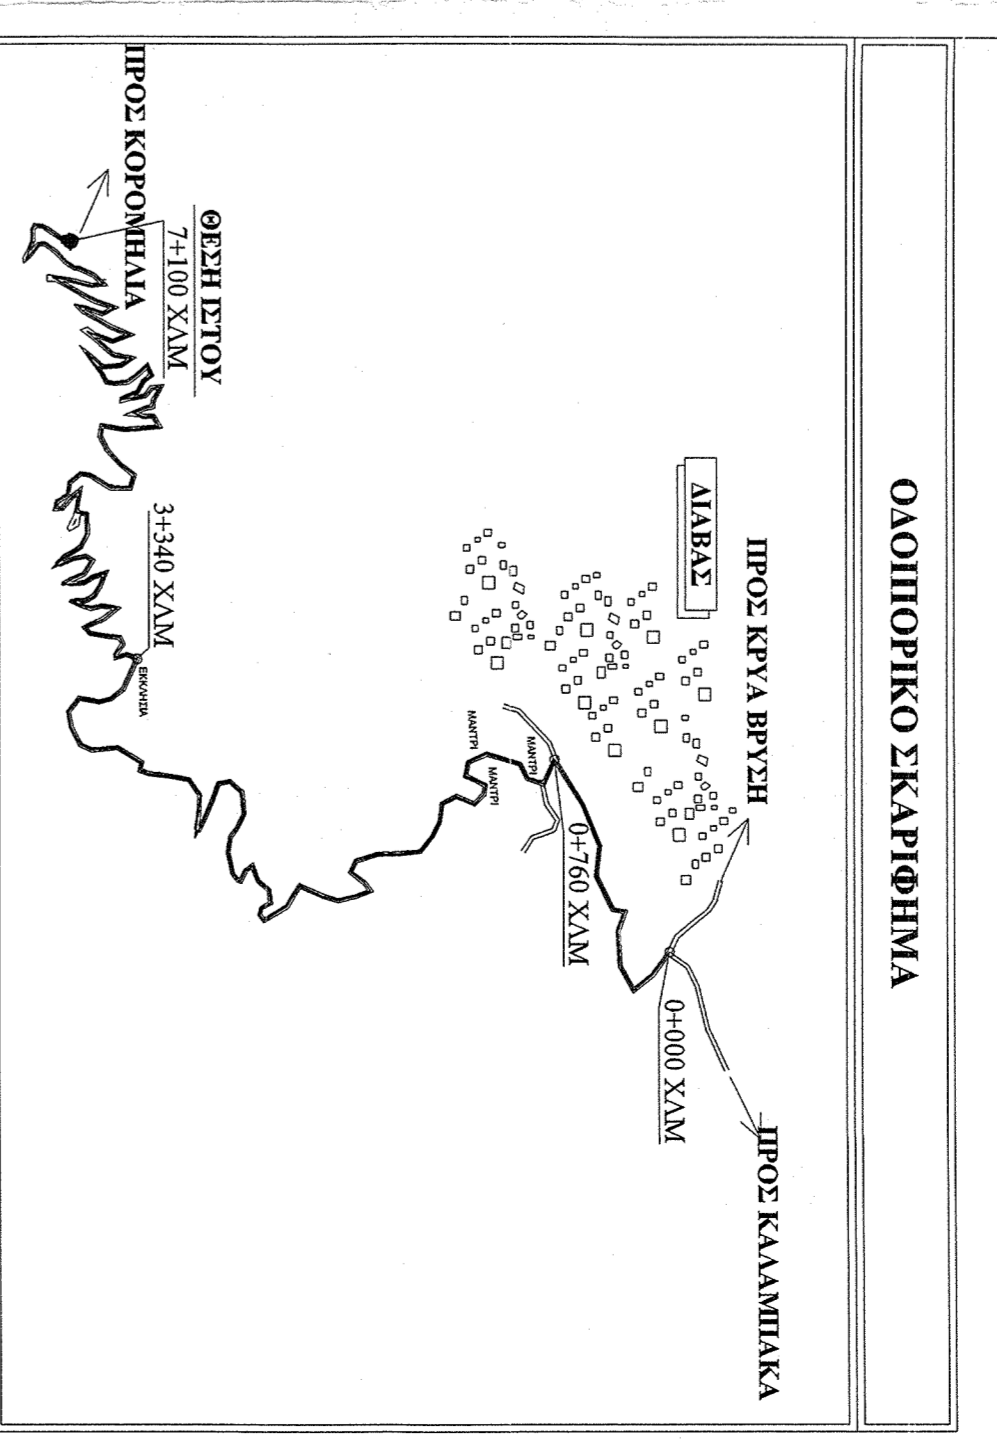 ΟΔΟΙΠΟΡΙΚΟ ΣΚΑΡΙΦΗΜΑ
ΠΡΟΣ ΚΡΥΑ ΒΡΥΣΗ
ΠΡΟΣ ΚΑΛΑΜΠΑΚΑ
ΔΙΑΒΑΣ
0+000 ΧΛΜ
0+760 ΧΛΜ
ΜΑΝΤΡΙ
ΜΑΝΤΡΙ
ΜΑΝΤΡΙ
ΘΕΣΗ ΙΣΤΟΥ
7+100 ΧΛΜ
3+340 ΧΛΜ
ΕΚΚΛΗΣΙΑ
ΠΡΟΣ ΚΟΡΟΜΗΛΙΑ